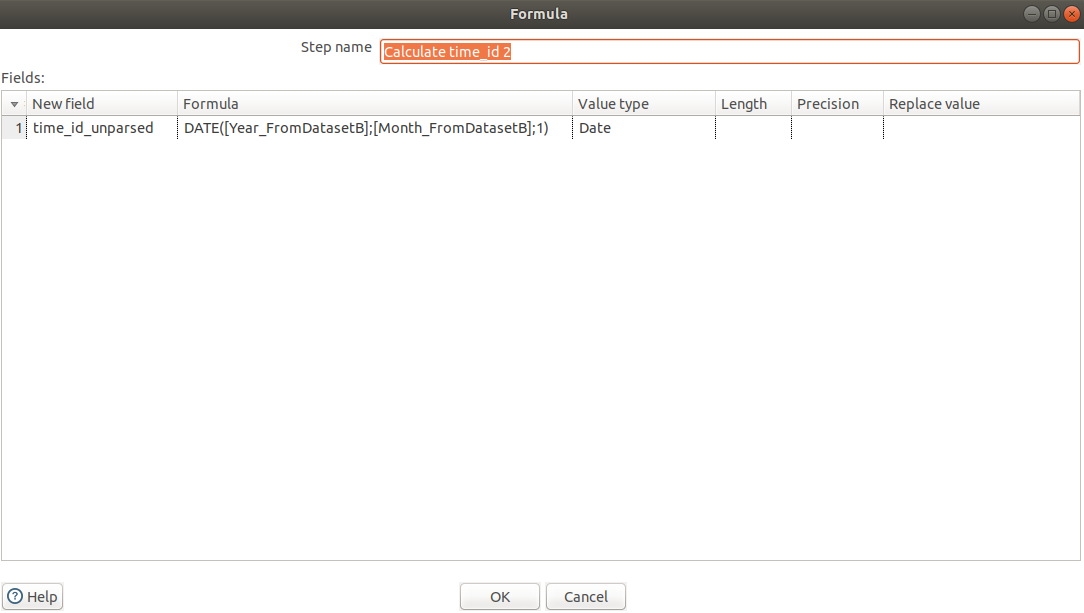 Formula
Step name Calculate time_id 2
Fields:
New field Formula Value type Length Precision Replace value
1 time_id_unparsed DATE([Year_FromDatasetB];[Month_FromDatasetB];1) Date
Help OK Cancel